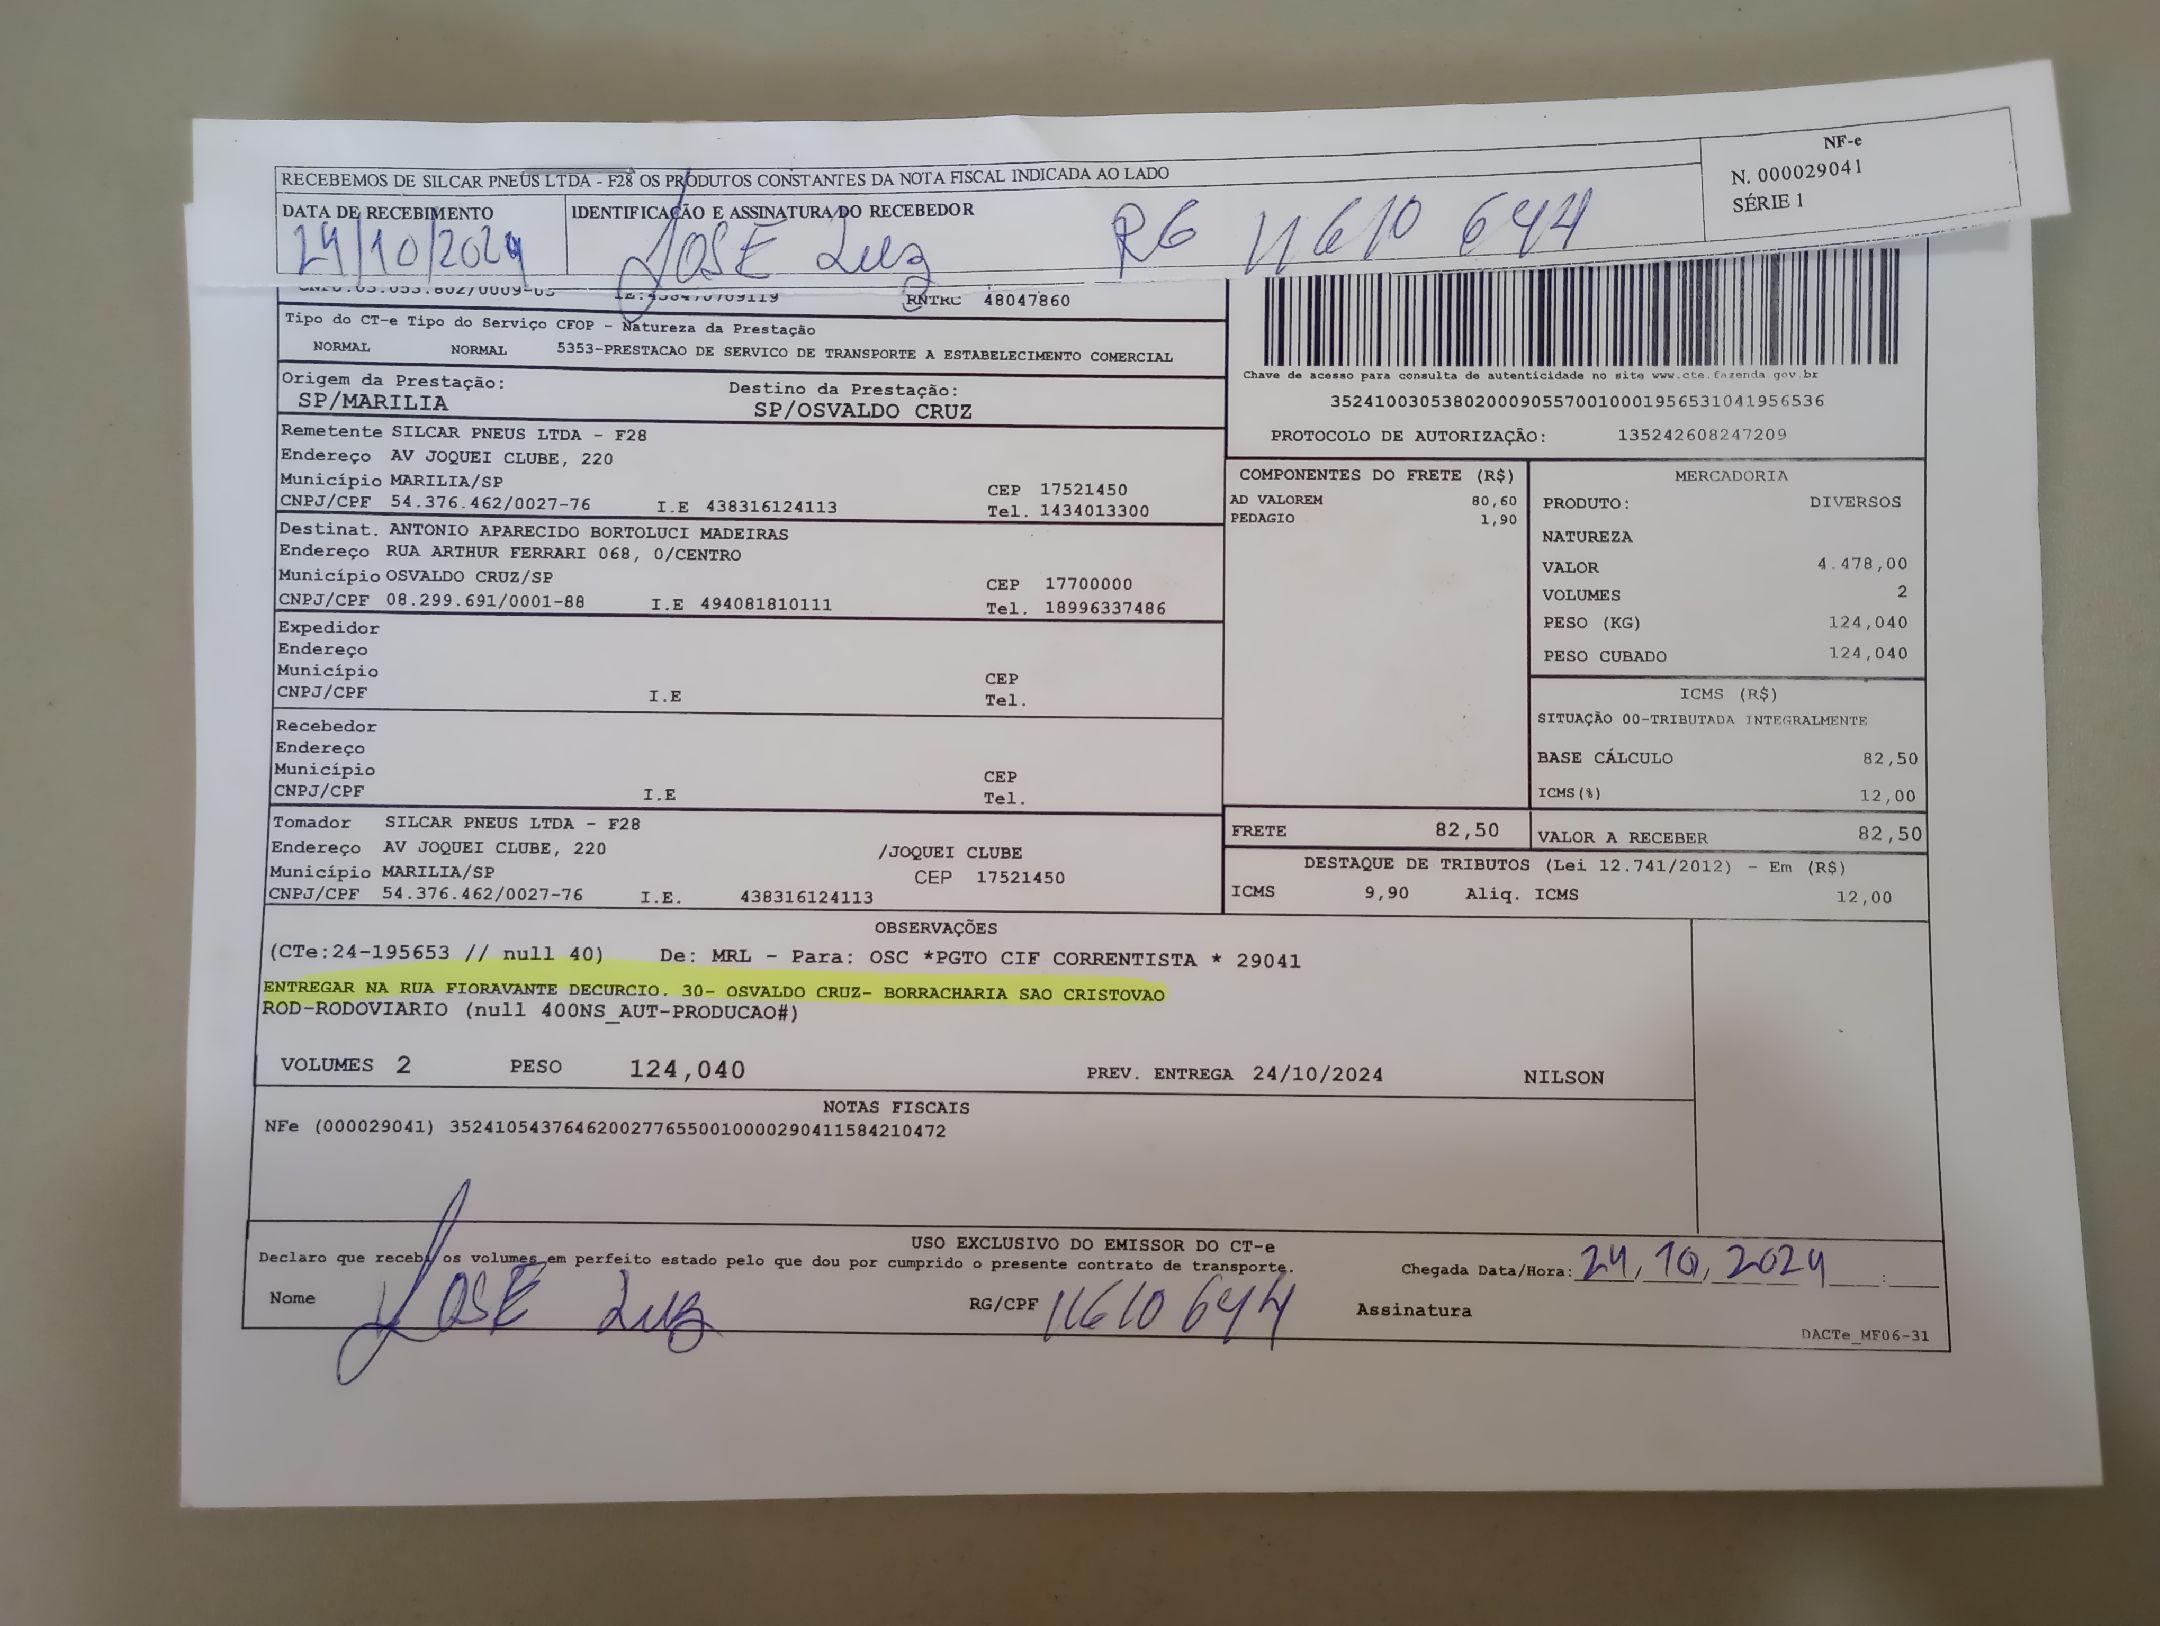 RECEBEMOS DE SILCAR PNEUS LTDA - F28 OS PRODUTOS CONSTANTES DA NOTA FISCAL INDICADA AO LADO
NF-e
N. 000029041
SÉRIE 1
DATA DE RECEBIMENTO
24/10/2024
IDENTIFICAÇÃO E ASSINATURA DO RECEBEDOR
JOSE Luz RG 11610 644
RNTRC 48047860
Tipo do CT-e Tipo do Serviço CFOP - Natureza da Prestação
NORMAL NORMAL 5353-PRESTACAO DE SERVICO DE TRANSPORTE A ESTABELECIMENTO COMERCIAL
Origem da Prestação: Destino da Prestação:
SP/MARILIA SP/OSVALDO CRUZ
Chave de acesso para consulta de autenticidade no site www.cte.fazenda gov.br
35241003053802000905570010001956531041956536
PROTOCOLO DE AUTORIZAÇÃO: 135242608247209
Remetente SILCAR PNEUS LTDA - F28
Endereço AV JOQUEI CLUBE, 220
Município MARILIA/SP CEP 17521450
CNPJ/CPF 54.376.462/0027-76 I.E 438316124113 Tel. 1434013300
Destinat. ANTONIO APARECIDO BORTOLUCI MADEIRAS
Endereço RUA ARTHUR FERRARI 068, 0/CENTRO
Município OSVALDO CRUZ/SP CEP 17700000
CNPJ/CPF 08.299.691/0001-88 I.E 494081810111 Tel. 18996337486
Expedidor
Endereço
Município CEP
CNPJ/CPF I.E Tel.
Recebedor
Endereço
Município CEP
CNPJ/CPF I.E Tel.
Tomador SILCAR PNEUS LTDA - F28
Endereço AV JOQUEI CLUBE, 220 /JOQUEI CLUBE
Município MARILIA/SP CEP 17521450
CNPJ/CPF 54.376.462/0027-76 I.E. 438316124113
COMPONENTES DO FRETE (R$)
AD VALOREM 80,60
PEDAGIO 1,90
MERCADORIA
PRODUTO: DIVERSOS
NATUREZA
VALOR 4.478,00
VOLUMES 2
PESO (KG) 124,040
PESO CUBADO 124,040
ICMS (R$)
SITUAÇÃO 00-TRIBUTADA INTEGRALMENTE
BASE CÁLCULO 82,50
ICMS(%) 12,00
FRETE 82,50 VALOR A RECEBER 82,50
DESTAQUE DE TRIBUTOS (Lei 12.741/2012) - Em (R$)
ICMS 9,90 Aliq. ICMS 12,00
OBSERVAÇÕES
(CTe:24-195653 // null 40) De: MRL - Para: OSC *PGTO CIF CORRENTISTA * 29041
ENTREGAR NA RUA FIORAVANTE DECURCIO. 30- OSVALDO CRUZ- BORRACHARIA SAO CRISTOVAO
ROD-RODOVIARIO (null 400NS_AUT-PRODUCAO#)
VOLUMES 2 PESO 124,040 PREV. ENTREGA 24/10/2024 NILSON
NOTAS FISCAIS
NFe (000029041) 35241054376462002776550010000290411584210472
USO EXCLUSIVO DO EMISSOR DO CT-e
Declaro que recebi os volumes em perfeito estado pelo que dou por cumprido o presente contrato de transporte. Chegada Data/Hora: 24, 10, 2024 :
Nome JOSE Luz RG/CPF 11610 644 Assinatura
DACTe_MF06-31